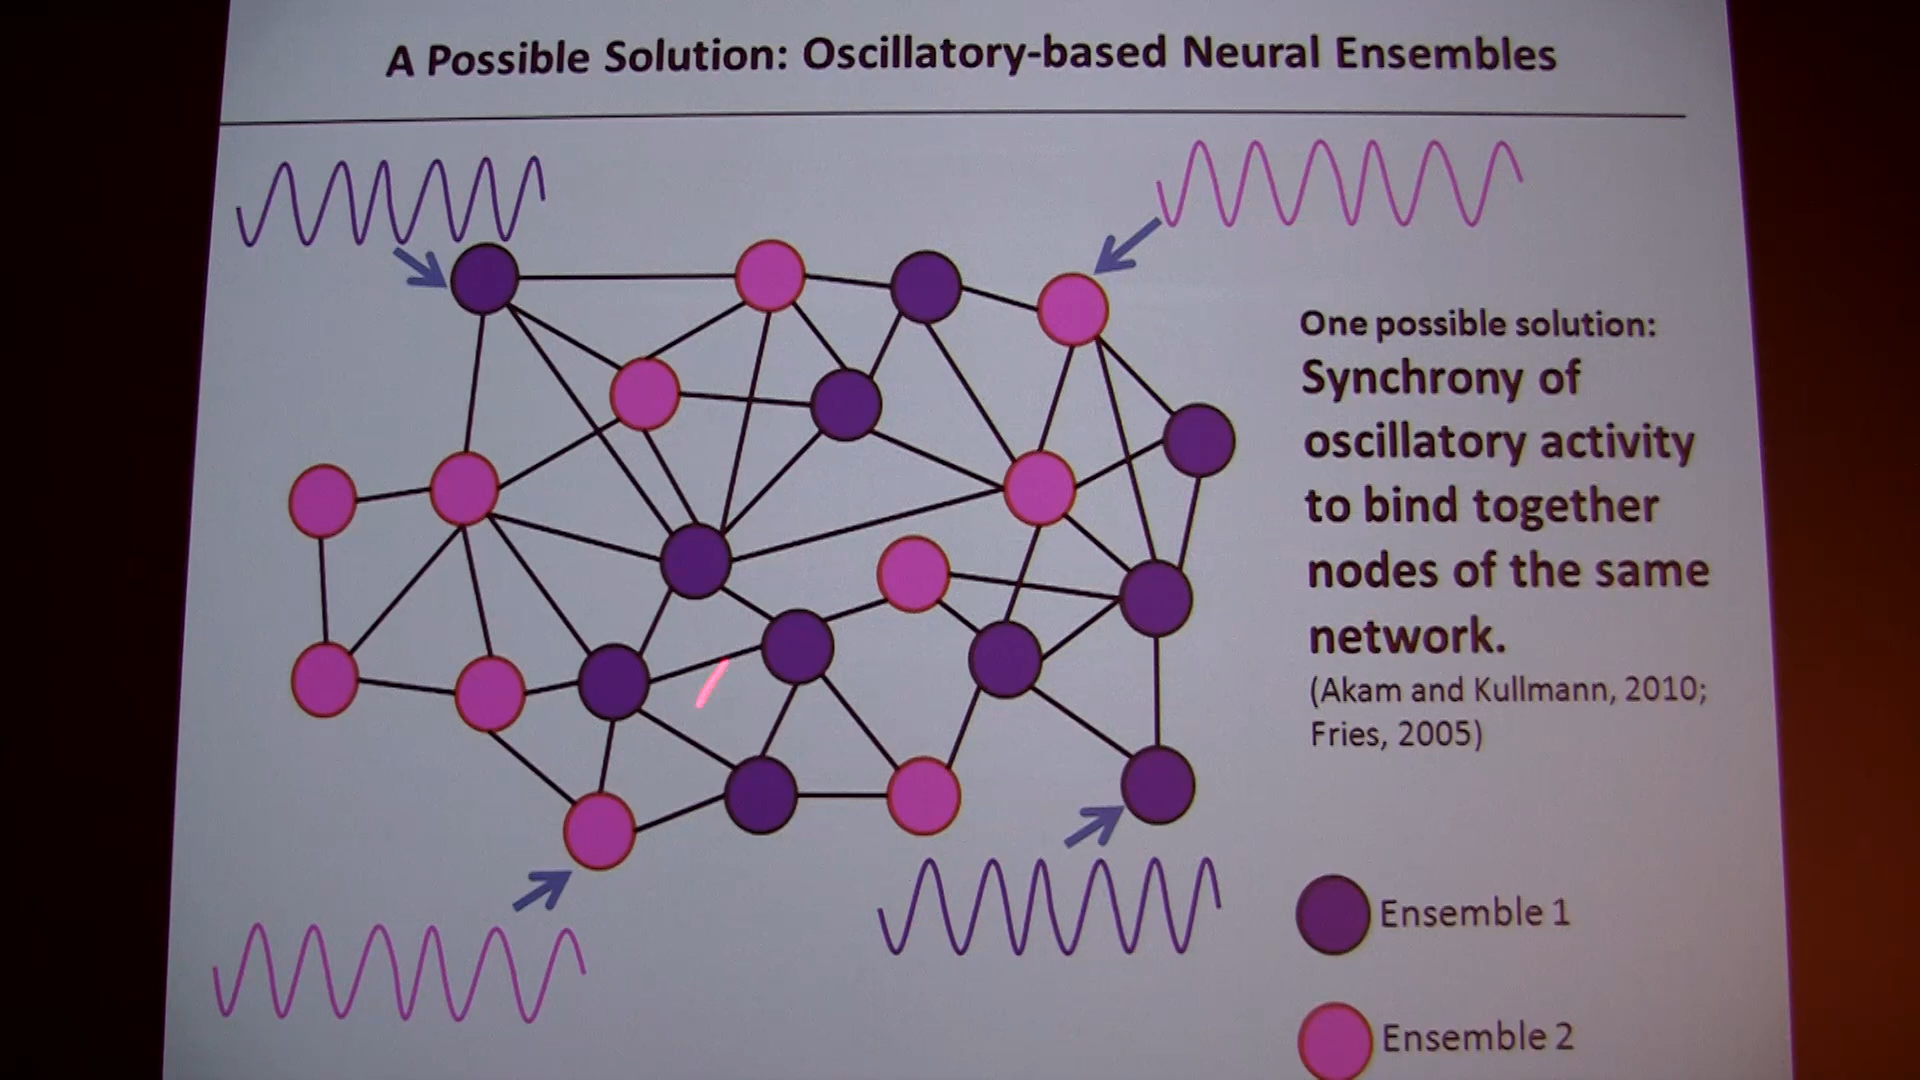 A Possible Solution: Oscillatory-based Neural Ensembles
One possible solution:
Synchrony of
oscillatory activity
to bind together
nodes of the same
network.
(Akam and Kullmann, 2010;
Fries, 2005)
Ensemble 1
Ensemble 2